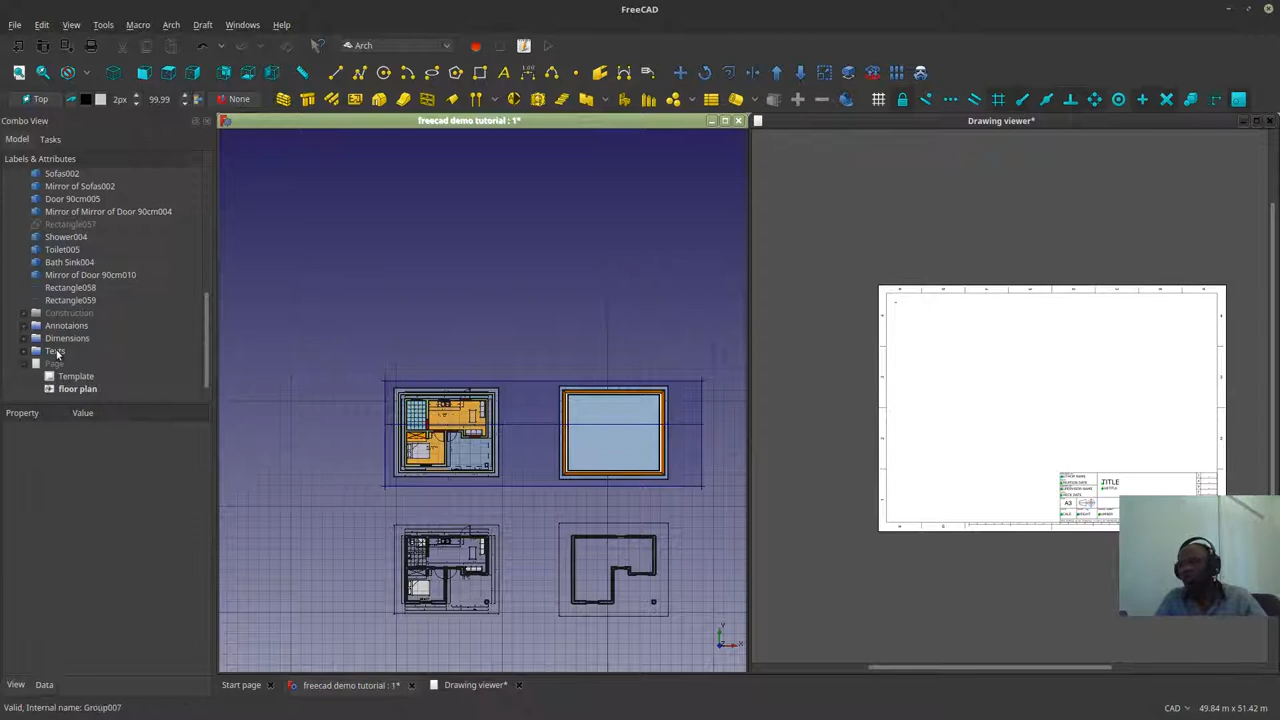 FreeCAD
File Edit View Tools Macro Arch Draft Windows Help
Arch
Top 2px 99.99 None
Combo View
freecad demo tutorial : 1*
Drawing viewer*
Model Tasks
Labels & Attributes
Sofas002
Mirror of Sofas002
Door 90cm005
Mirror of Mirror of Door 90cm004
Rectangle057
Shower004
Toilet005
Bath Sink004
Mirror of Door 90cm010
Rectangle058
Rectangle059
Construction
Annotaions
Dimensions
Texts
Page
Template
floor plan
Property Value
TITLE
A3
View Data
Start page freecad demo tutorial : 1* Drawing viewer*
Valid, Internal name: Group007
CAD 49.84 m x 51.42 m